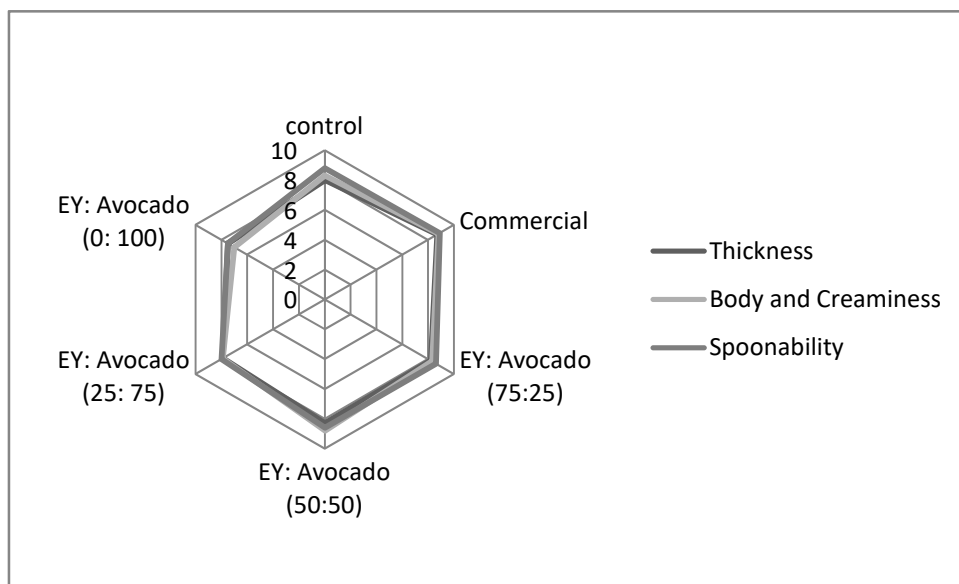 control
10
8
6
4
2
0
Commercial
EY: Avocado
(75:25)
EY: Avocado
(50:50)
EY: Avocado
(25: 75)
EY: Avocado
(0: 100)
Thickness
Body and Creaminess
Spoonability